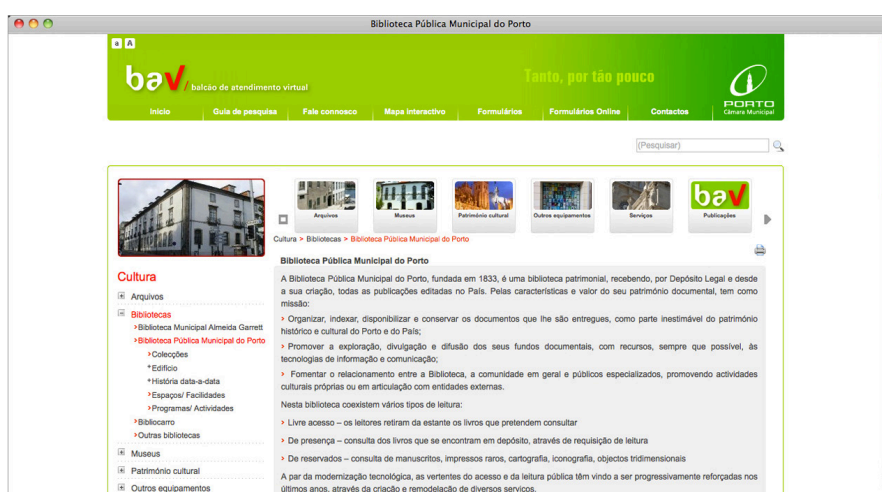 Biblioteca Pública Municipal do Porto
a A
bav/ balcão de atendimento virtual
Tanto, por tão pouco
PORTO
Câmara Municipal
Início Guia de pesquisa Fale connosco Mapa interactivo Formulários Formulários Online Contactos
(Pesquisar)
Arquivos Museus Património cultural Outros equipamentos Serviços Publicações
bav
Cultura > Bibliotecas > Biblioteca Pública Municipal do Porto
Biblioteca Pública Municipal do Porto
Cultura
Arquivos
Bibliotecas
>Biblioteca Municipal Almeida Garrett
>Biblioteca Pública Municipal do Porto
>Colecções
*Edifício
*História data-a-data
>Espaços/ Facilidades
>Programas/ Actividades
>Bibliocarro
>Outras bibliotecas
Museus
Património cultural
Outros equipamentos
A Biblioteca Pública Municipal do Porto, fundada em 1833, é uma biblioteca patrimonial, recebendo, por Depósito Legal e desde
a sua criação, todas as publicações editadas no País. Pelas características e valor do seu património documental, tem como
missão:
> Organizar, indexar, disponibilizar e conservar os documentos que lhe são entregues, como parte inestimável do património
histórico e cultural do Porto e do País;
> Promover a exploração, divulgação e difusão dos seus fundos documentais, com recursos, sempre que possível, às
tecnologias de informação e comunicação;
> Fomentar o relacionamento entre a Biblioteca, a comunidade em geral e públicos especializados, promovendo actividades
culturais próprias ou em articulação com entidades externas.
Nesta biblioteca coexistem vários tipos de leitura:
> Livre acesso – os leitores retiram da estante os livros que pretendem consultar
> De presença – consulta dos livros que se encontram em depósito, através de requisição de leitura
> De reservados – consulta de manuscritos, impressos raros, cartografia, iconografia, objectos tridimensionais
A par da modernização tecnológica, as vertentes do acesso e da leitura pública têm vindo a ser progressivamente reforçadas nos
últimos anos, através da criação e remodelação de diversos serviços.